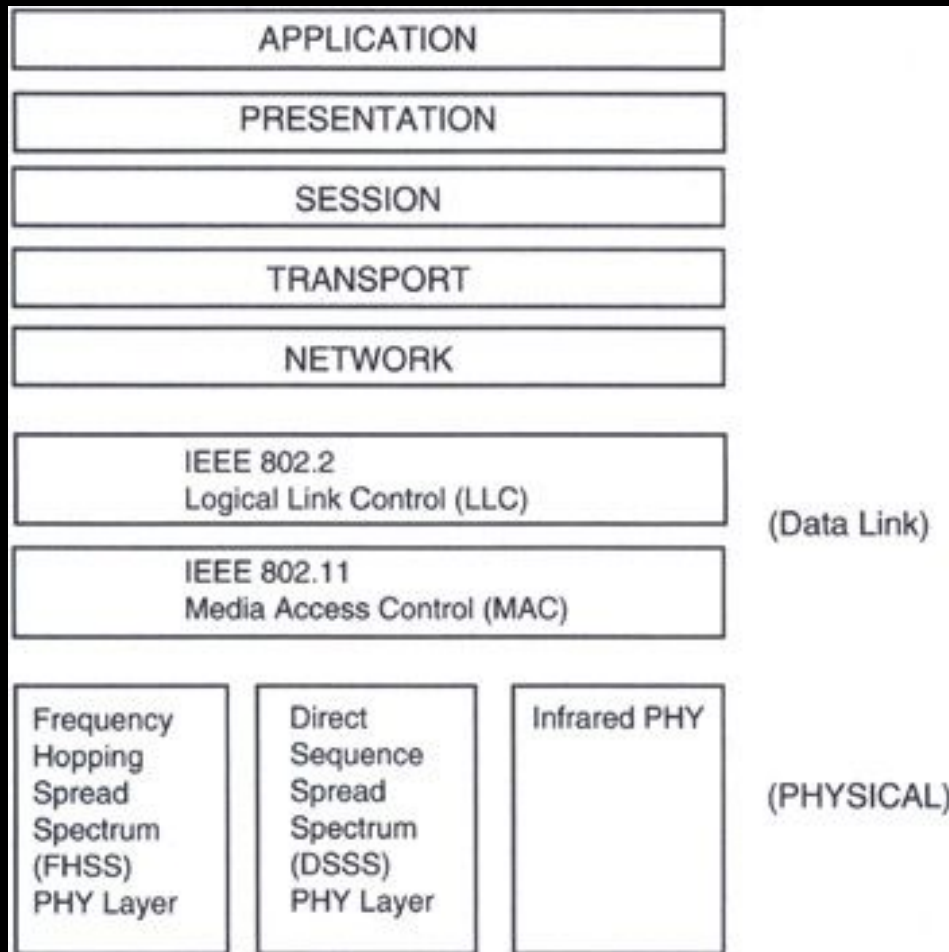 APPLICATION
PRESENTATION
SESSION
TRANSPORT
NETWORK
IEEE 802.2
Logical Link Control (LLC)
(Data Link)
IEEE 802.11
Media Access Control (MAC)
Frequency
Hopping
Spread
Spectrum
(FHSS)
PHY Layer
Direct
Sequence
Spread
Spectrum
(DSSS)
PHY Layer
Infrared PHY
(PHYSICAL)